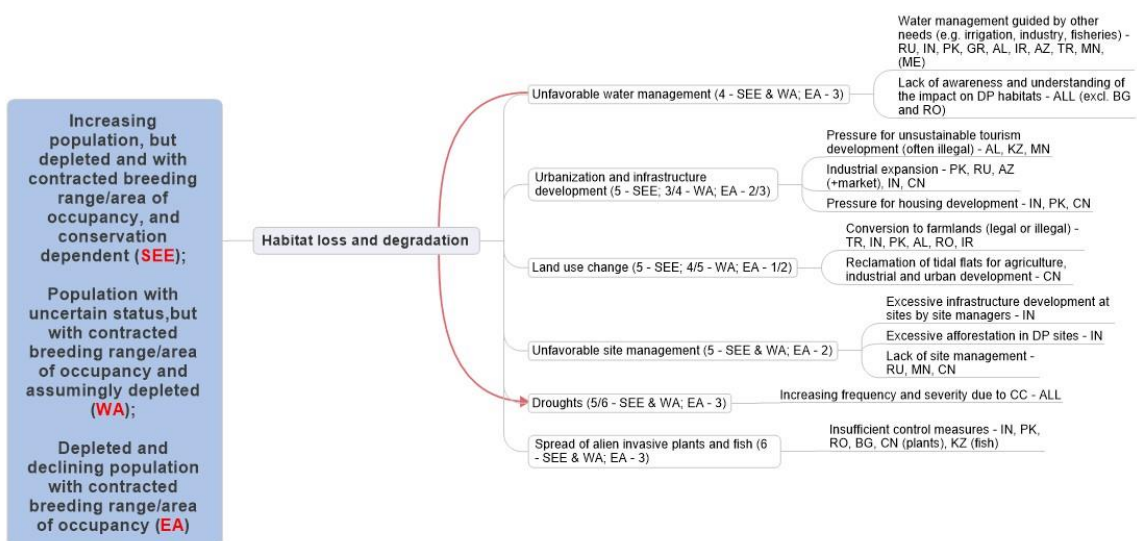 Increasing
population, but
depleted and with
contracted breeding
range/area of
occupancy, and
conservation
dependent (SEE);
Population with
uncertain status,but
with contracted
breeding range/area
of occupancy and
assumingly depleted
(WA);
Depleted and
declining population
with contracted
breeding range/area
of occupancy (EA)
Habitat loss and degradation
Unfavorable water management (4 - SEE & WA; EA - 3)
Water management guided by other
needs (e.g. irrigation, industry, fisheries) -
RU, IN, PK, GR, AL, IR, AZ, TR, MN,
(ME)
Lack of awareness and understanding of
the impact on DP habitats - ALL (excl. BG
and RO)
Urbanization and infrastructure
development (5 - SEE; 3/4 - WA; EA - 2/3)
Pressure for unsustainable tourism
development (often illegal) - AL, KZ, MN
Industrial expansion - PK, RU, AZ
(+market), IN, CN
Pressure for housing development - IN, PK, CN
Land use change (5 - SEE; 4/5 - WA; EA - 1/2)
Conversion to farmlands (legal or illegal) -
TR, IN, PK, AL, RO, IR
Reclamation of tidal flats for agriculture,
industrial and urban development - CN
Unfavorable site management (5 - SEE & WA; EA - 2)
Excessive infrastructure development at
sites by site managers - IN
Excessive afforestation in DP sites - IN
Lack of site management -
RU, MN, CN
Droughts (5/6 - SEE & WA; EA - 3)
Increasing frequency and severity due to CC - ALL
Spread of alien invasive plants and fish (6
- SEE & WA; EA - 3)
Insufficient control measures - IN, PK,
RO, BG, CN (plants), KZ (fish)